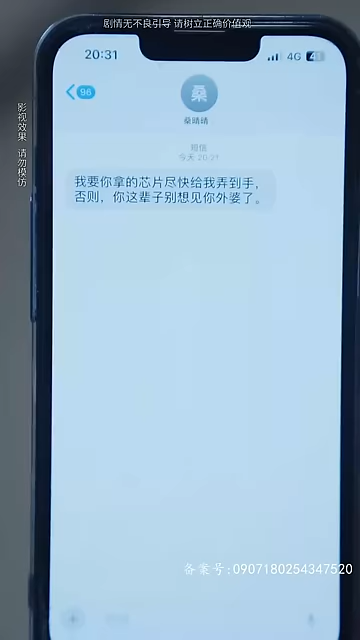 剧情无不良引导 请树立正确价值观
20:31
4G
96
桑
桑晴晴
影视效果 请勿模仿
短信
今天 20:21
我要你拿的芯片尽快给我弄到手，
否则，你这辈子别想见你外婆了。
备案号:0907180254347520